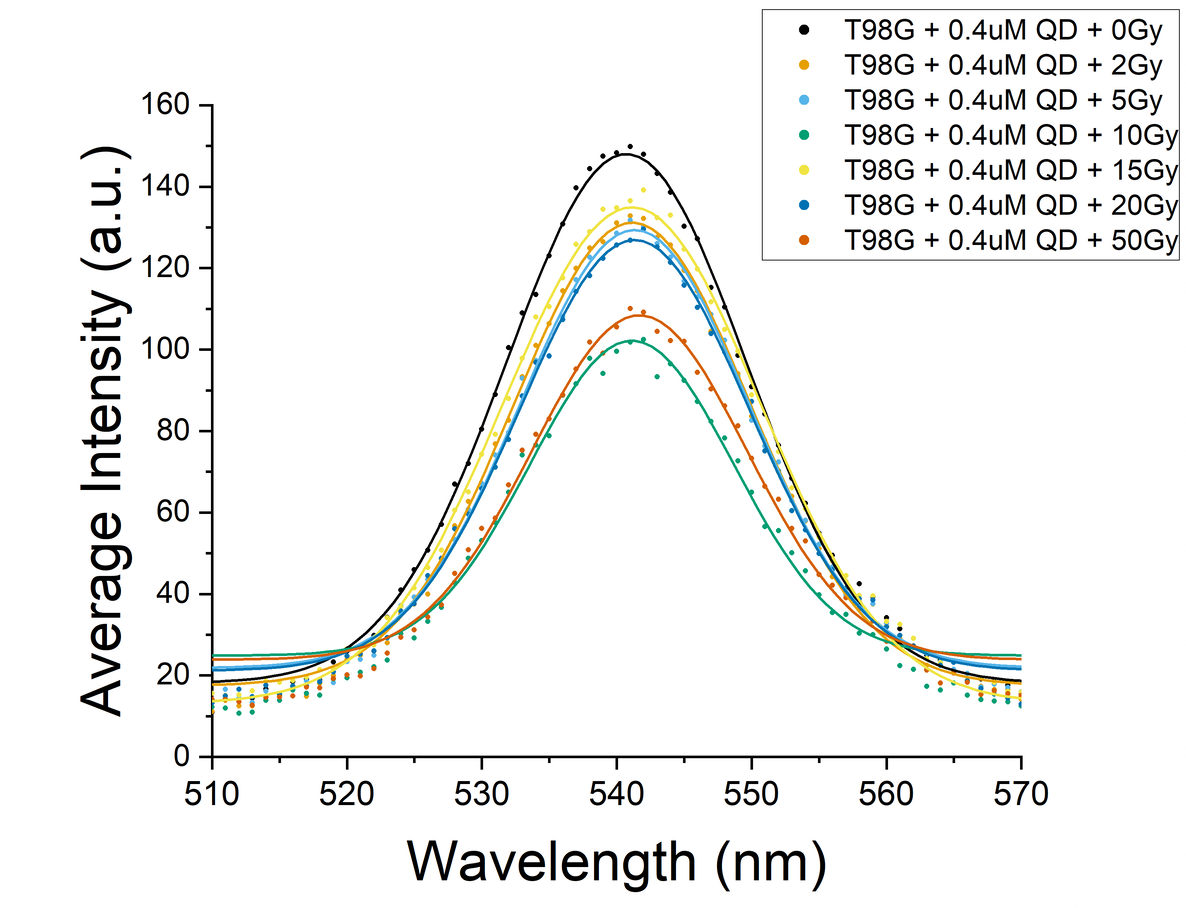 T98G + 0.4uM QD + 0Gy
T98G + 0.4uM QD + 2Gy
T98G + 0.4uM QD + 5Gy
T98G + 0.4uM QD + 10Gy
T98G + 0.4uM QD + 15Gy
T98G + 0.4uM QD + 20Gy
T98G + 0.4uM QD + 50Gy
Average Intensity (a.u.)
160
140
120
100
80
60
40
20
0
510 520 530 540 550 560 570
Wavelength (nm)